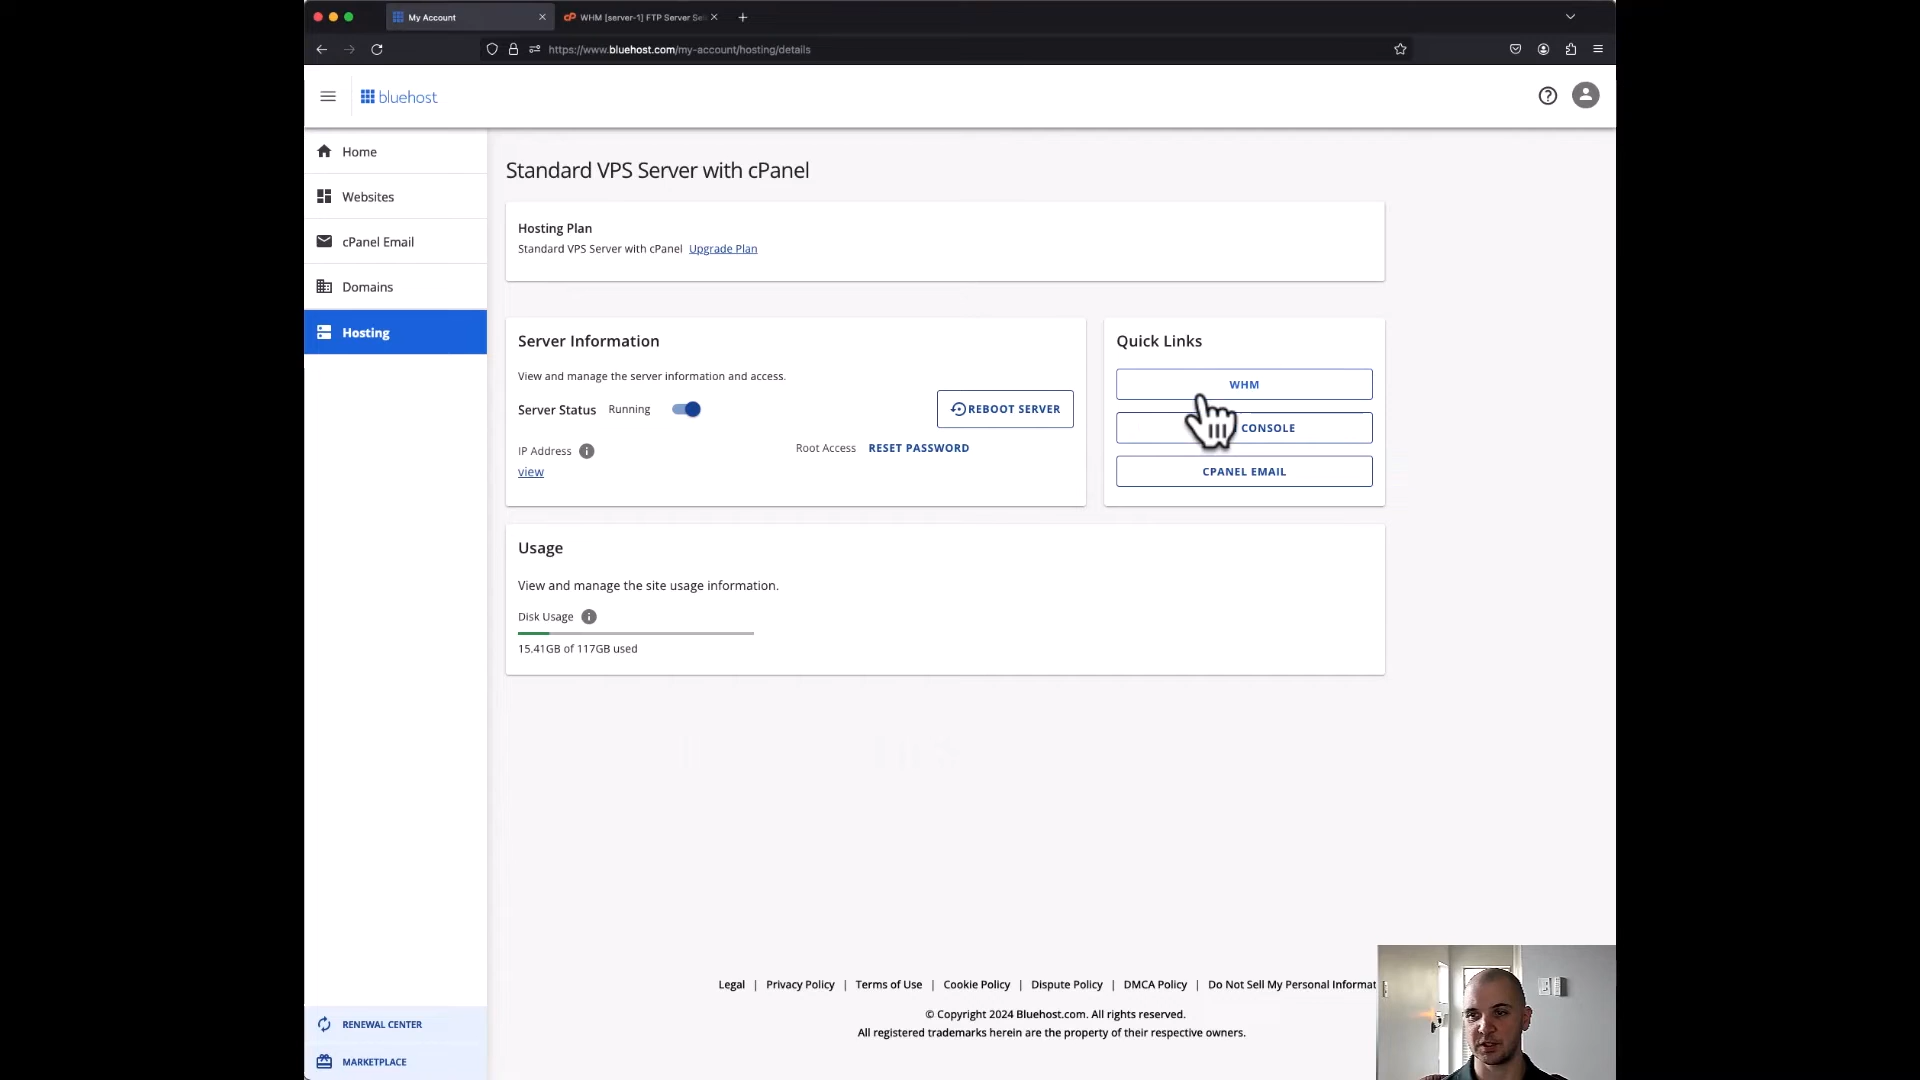 My Account
WHM [server-1] FTP Server Sel
https://www.bluehost.com/my-account/hosting/details
bluehost
Home
Websites
cPanel Email
Domains
Hosting
Standard VPS Server with cPanel
Hosting Plan
Standard VPS Server with cPanel Upgrade Plan
Server Information
View and manage the server information and access.
Server Status Running
REBOOT SERVER
IP Address
view
Root Access RESET PASSWORD
Quick Links
WHM
CONSOLE
CPANEL EMAIL
Usage
View and manage the site usage information.
Disk Usage
15.41GB of 117GB used
Legal | Privacy Policy | Terms of Use | Cookie Policy | Dispute Policy | DMCA Policy | Do Not Sell My Personal Informat
© Copyright 2024 Bluehost.com. All rights reserved.
All registered trademarks herein are the property of their respective owners.
RENEWAL CENTER
MARKETPLACE